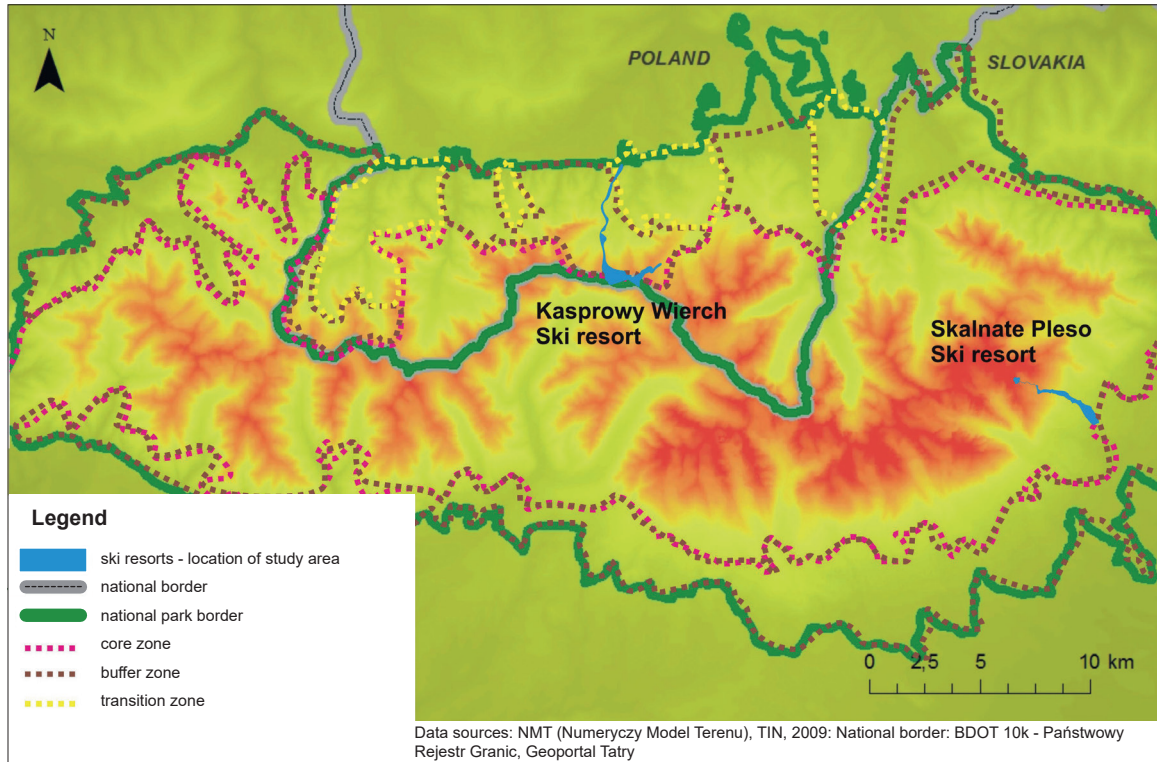 N
POLAND
SLOVAKIA
Kasprowy Wierch
Ski resort
Skalnate Pleso
Ski resort
Legend
ski resorts - location of study area
national border
national park border
core zone
buffer zone
transition zone
0 2,5 5 10 km
Data sources: NMT (Numeryczy Model Terenu), TIN, 2009: National border: BDOT 10k - Państwowy
Rejestr Granic, Geoportal Tatry